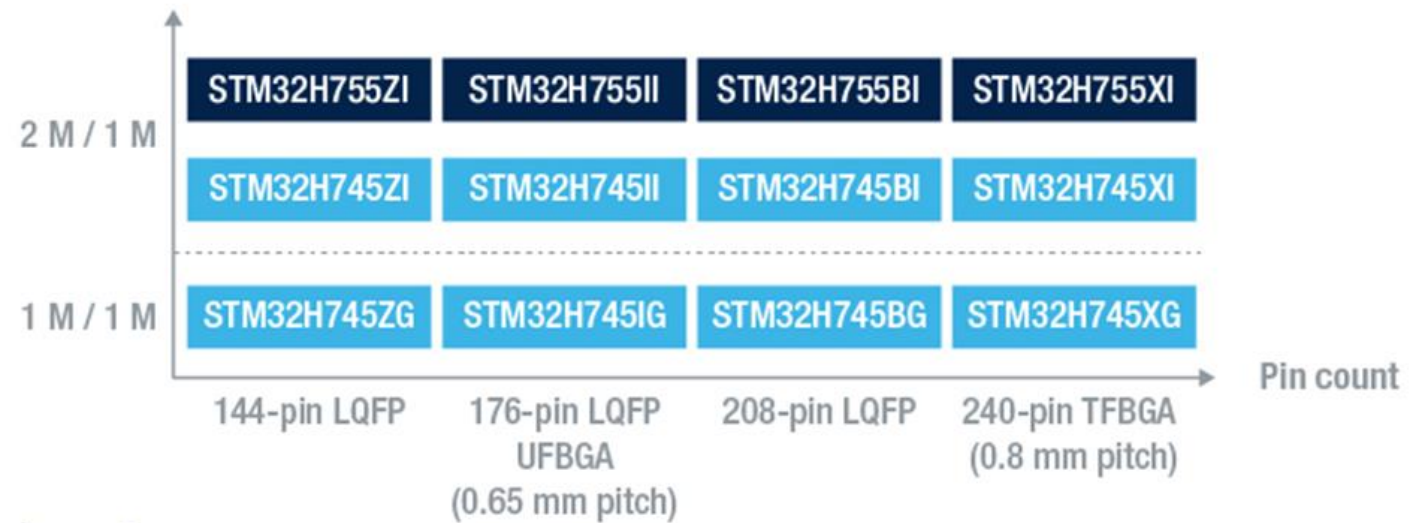 STM32H755ZI STM32H755II STM32H755BI STM32H755XI
2 M / 1 M
STM32H745ZI STM32H745II STM32H745BI STM32H745XI
1 M / 1 M STM32H745ZG STM32H745IG STM32H745BG STM32H745XG
Pin count
144-pin LQFP 176-pin LQFP 208-pin LQFP 240-pin TFBGA
UFBGA (0.8 mm pitch)
(0.65 mm pitch)